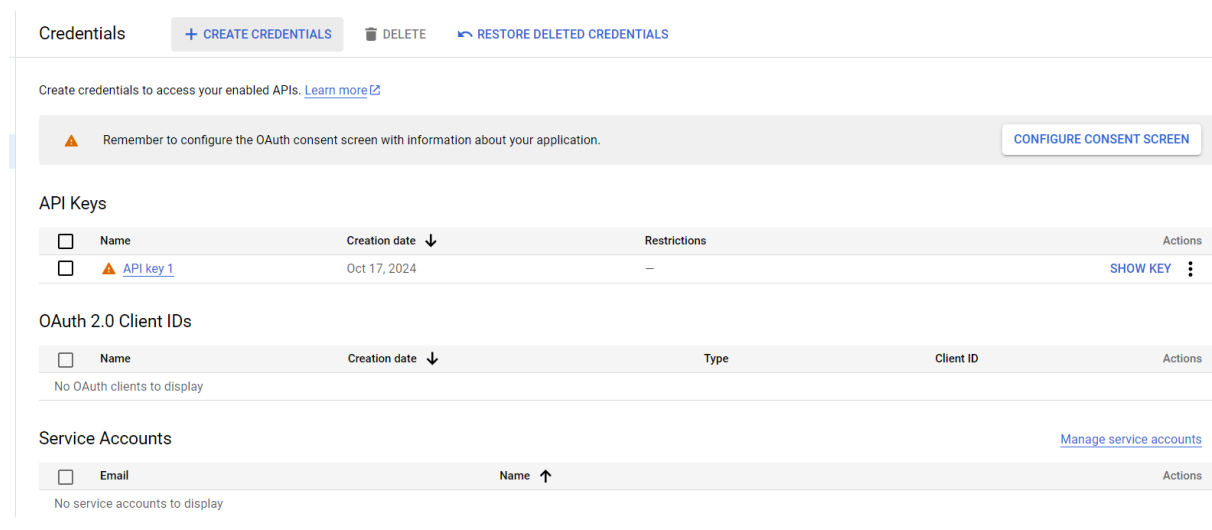 Credentials
CREATE CREDENTIALS
DELETE
RESTORE DELETED CREDENTIALS
Create credentials to access your enabled APIs. Learn more
Remember to configure the OAuth consent screen with information about your application.
CONFIGURE CONSENT SCREEN
API Keys
Name Creation date Restrictions Actions
API key 1 Oct 17, 2024 — SHOW KEY
OAuth 2.0 Client IDs
Name Creation date Type Client ID Actions
No OAuth clients to display
Service Accounts
Manage service accounts
Email Name Actions
No service accounts to display